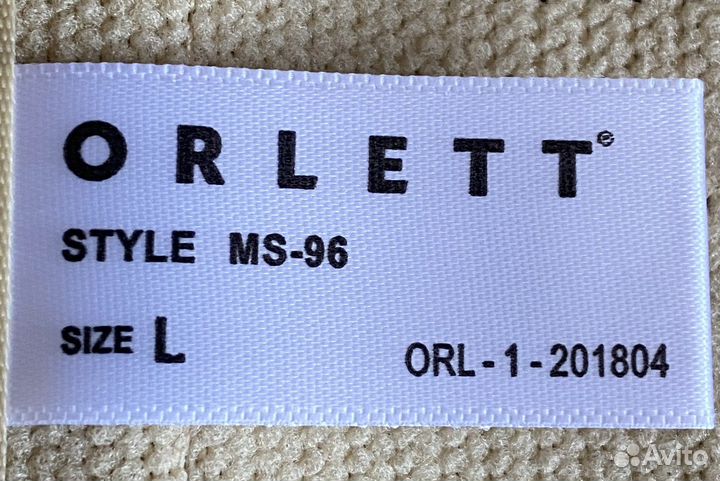 ORLETT®
STYLE MS-96
SIZE L
ORL-1-201804
Avito